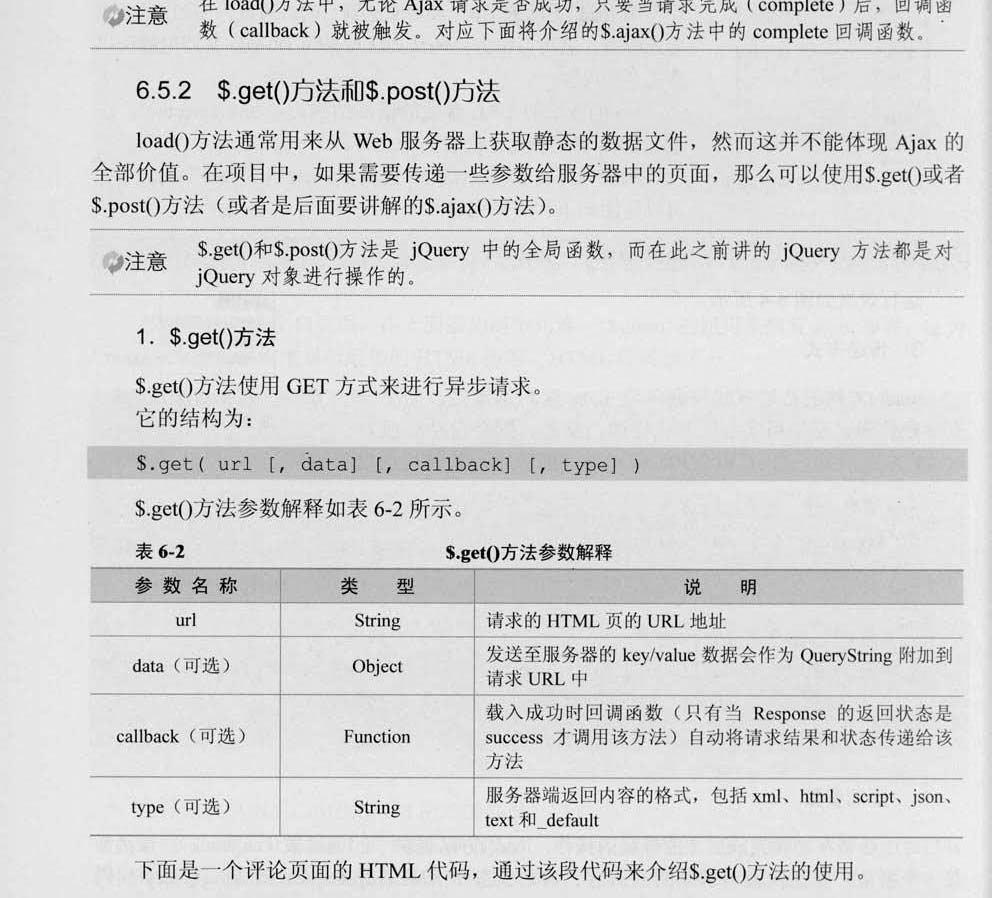 在 load()方法中，无论 Ajax 请求是否成功，只要当请求完成（complete）后，回调函
注意
数（callback）就被触发。对应下面将介绍的$.ajax()方法中的 complete 回调函数。
6.5.2 $.get()方法和$.post()方法
load()方法通常用来从 Web 服务器上获取静态的数据文件，然而这并不能体现 Ajax 的
全部价值。在项目中，如果需要传递一些参数给服务器中的页面，那么可以使用$.get()或者
$.post()方法（或者是后面要讲解的$.ajax()方法）。
注意
$.get()和$.post()方法是 jQuery 中的全局函数，而在此之前讲的 jQuery 方法都是对
jQuery 对象进行操作的。
1．$.get()方法
$.get()方法使用 GET 方式来进行异步请求。
它的结构为：
$.get( url [, data] [, callback] [, type] )
$.get()方法参数解释如表 6-2 所示。
表 6-2 $.get()方法参数解释
参数名称 类 型 说 明
url String 请求的 HTML 页的 URL 地址
data（可选） Object 发送至服务器的 key/value 数据会作为 QueryString 附加到
请求 URL 中
callback（可选） Function 载入成功时回调函数（只有当 Response 的返回状态是
success 才调用该方法）自动将请求结果和状态传递给该
方法
type（可选） String 服务器端返回内容的格式，包括 xml、html、script、json、
text 和_default
下面是一个评论页面的 HTML 代码，通过该段代码来介绍$.get()方法的使用。